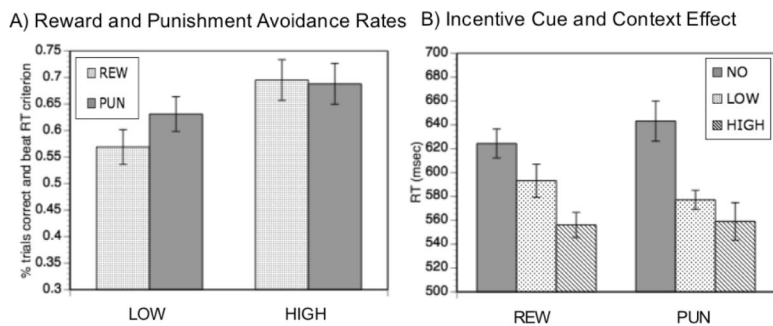 A) Reward and Punishment Avoidance Rates
% trials correct and beat RT criterion
0.75
0.7
0.65
0.6
0.55
0.5
0.45
0.4
0.35
0.3
REW
PUN
LOW HIGH
B) Incentive Cue and Context Effect
RT (msec)
700
680
660
640
620
600
580
560
540
520
500
NO
LOW
HIGH
REW PUN